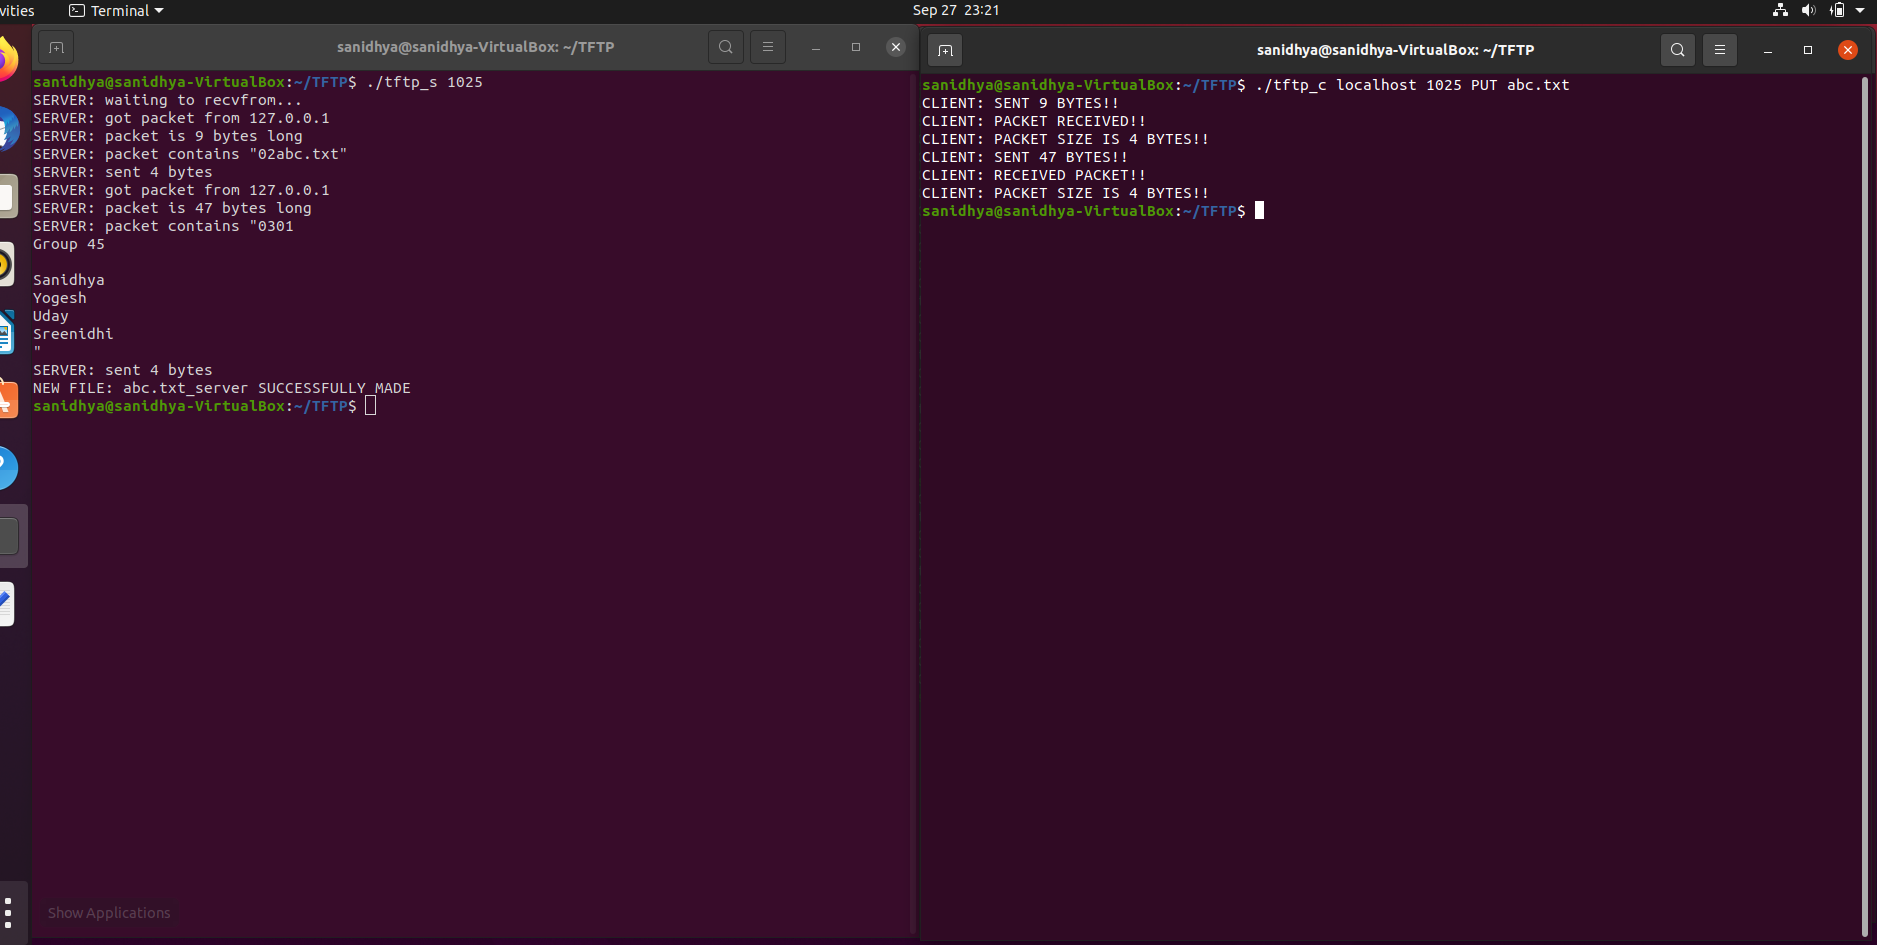 vities
Terminal
Sep 27 23:21
sanidhya@sanidhya-VirtualBox: ~/TFTP
sanidhya@sanidhya-VirtualBox:~/TFTP$ ./tftp_s 1025
SERVER: waiting to recvfrom...
SERVER: got packet from 127.0.0.1
SERVER: packet is 9 bytes long
SERVER: packet contains "02abc.txt"
SERVER: sent 4 bytes
SERVER: got packet from 127.0.0.1
SERVER: packet is 47 bytes long
SERVER: packet contains "0301
Group 45
Sanidhya
Yogesh
Uday
Sreenidhi
"
SERVER: sent 4 bytes
NEW FILE: abc.txt_server SUCCESSFULLY MADE
sanidhya@sanidhya-VirtualBox:~/TFTP$
Show Applications
sanidhya@sanidhya-VirtualBox: ~/TFTP
sanidhya@sanidhya-VirtualBox:~/TFTP$ ./tftp_c localhost 1025 PUT abc.txt
CLIENT: SENT 9 BYTES!!
CLIENT: PACKET RECEIVED!!
CLIENT: PACKET SIZE IS 4 BYTES!!
CLIENT: SENT 47 BYTES!!
CLIENT: RECEIVED PACKET!!
CLIENT: PACKET SIZE IS 4 BYTES!!
sanidhya@sanidhya-VirtualBox:~/TFTP$